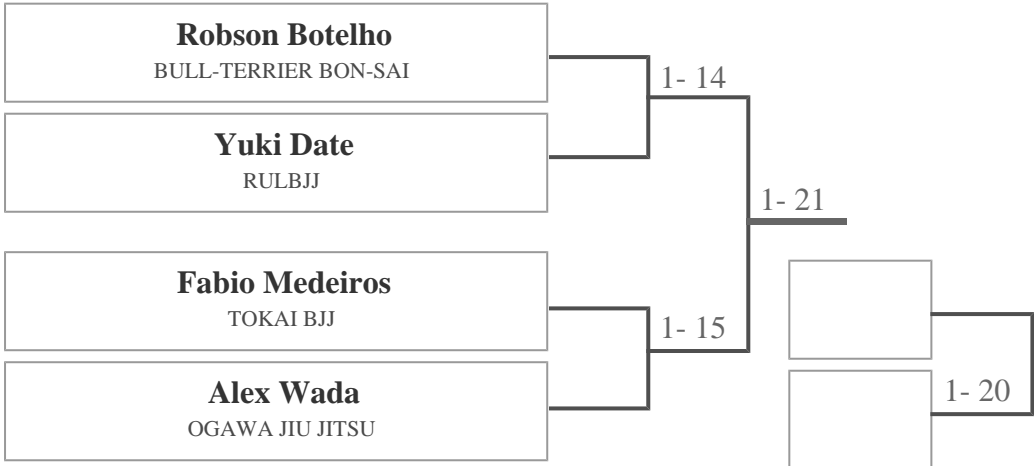 Robson Botelho
BULL-TERRIER BON-SAI
1- 14
Yuki Date
RULBJJ
1- 21
Fabio Medeiros
TOKAI BJJ
1- 15
Alex Wada
OGAWA JIU JITSU
1- 20